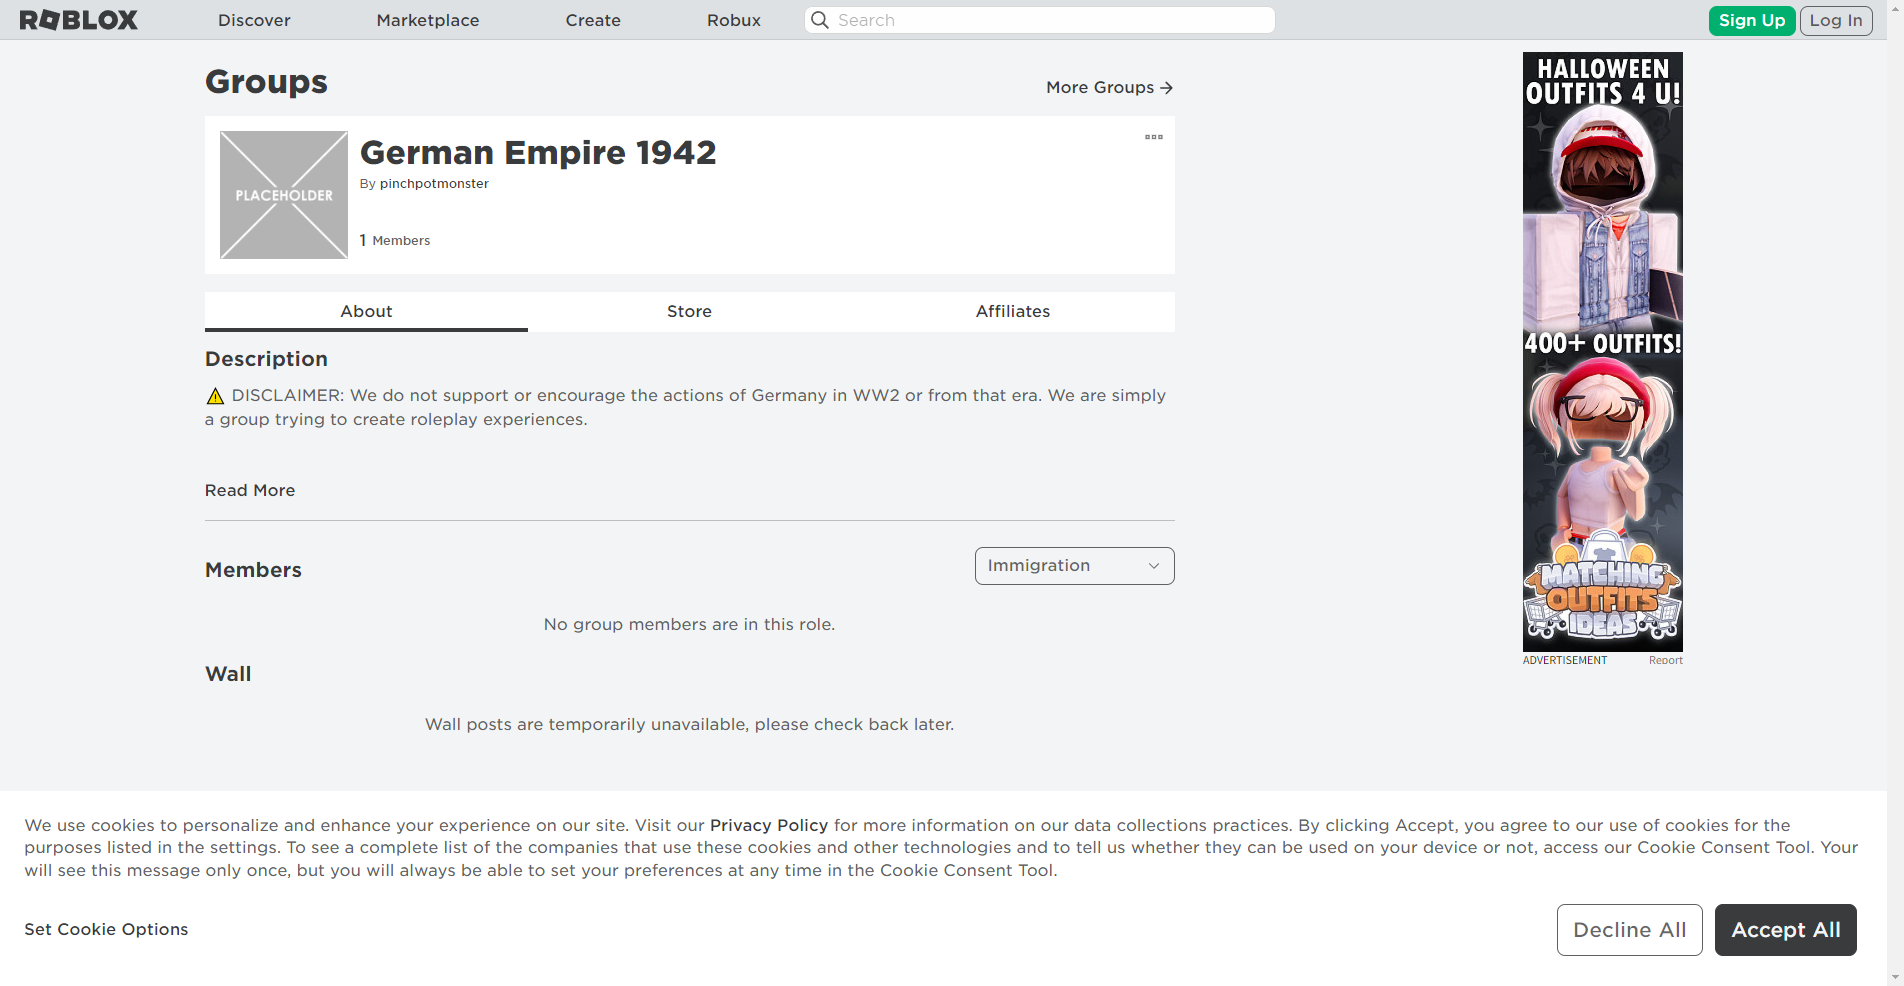 ROBLOX
Discover
Marketplace
Create
Robux
Search
Sign Up
Log In
Groups
More Groups
PLACEHOLDER
German Empire 1942
By pinchpotmonster
1 Members
About
Store
Affiliates
Description
⚠️ DISCLAIMER: We do not support or encourage the actions of Germany in WW2 or from that era. We are simply
a group trying to create roleplay experiences.
Read More
Members
Immigration
No group members are in this role.
Wall
Wall posts are temporarily unavailable, please check back later.
HALLOWEEN
OUTFITS 4 U!
400+ OUTFITS!
MATCHING
OUTFITS
IDEAS
ADVERTISEMENT
Report
We use cookies to personalize and enhance your experience on our site. Visit our Privacy Policy for more information on our data collections practices. By clicking Accept, you agree to our use of cookies for the
purposes listed in the settings. To see a complete list of the companies that use these cookies and other technologies and to tell us whether they can be used on your device or not, access our Cookie Consent Tool. Your
will see this message only once, but you will always be able to set your preferences at any time in the Cookie Consent Tool.
Set Cookie Options
Decline All
Accept All